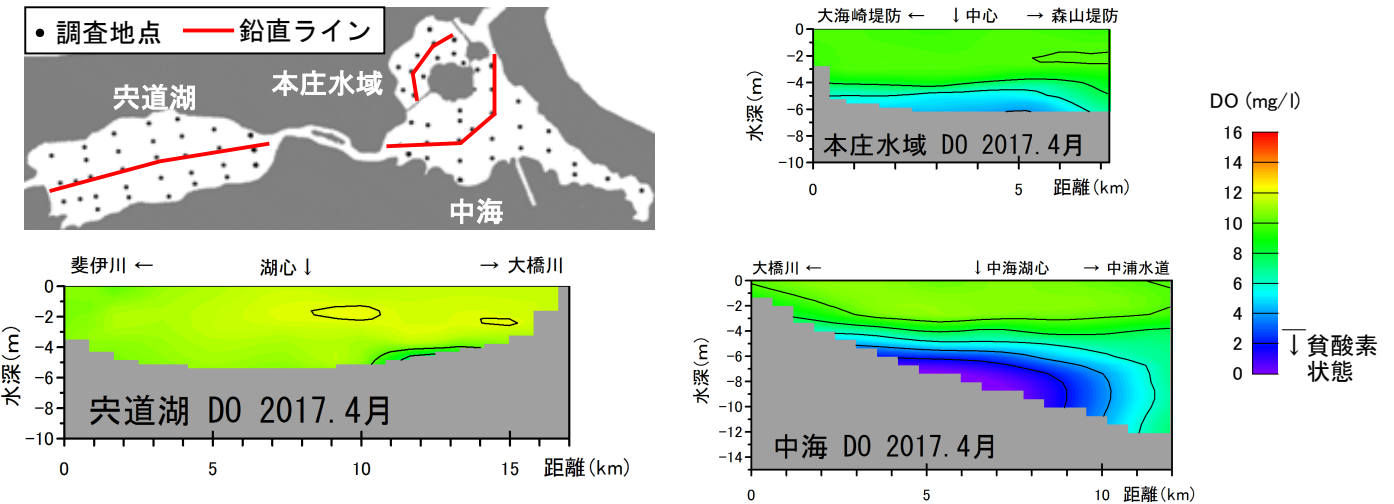 調査地点 鉛直ライン
本庄水域
宍道湖
中海
大海崎堤防 ← ↓中心 → 森山堤防
0
-2
-4
-6
-8
-10
水深(m)
本庄水域 DO 2017.4月
0 5 距離(km)
DO (mg/l)
16
14
12
10
8
6
4
2
0
↓貧酸素
状態
斐伊川 ← 湖心↓ → 大橋川
0
-2
-4
-6
-8
-10
水深(m)
宍道湖 DO 2017.4月
0 5 10 15 距離(km)
大橋川 ← ↓中海湖心 → 中浦水道
0
-2
-4
-6
-8
-10
-12
-14
水深(m)
中海 DO 2017.4月
0 5 10 距離(km)